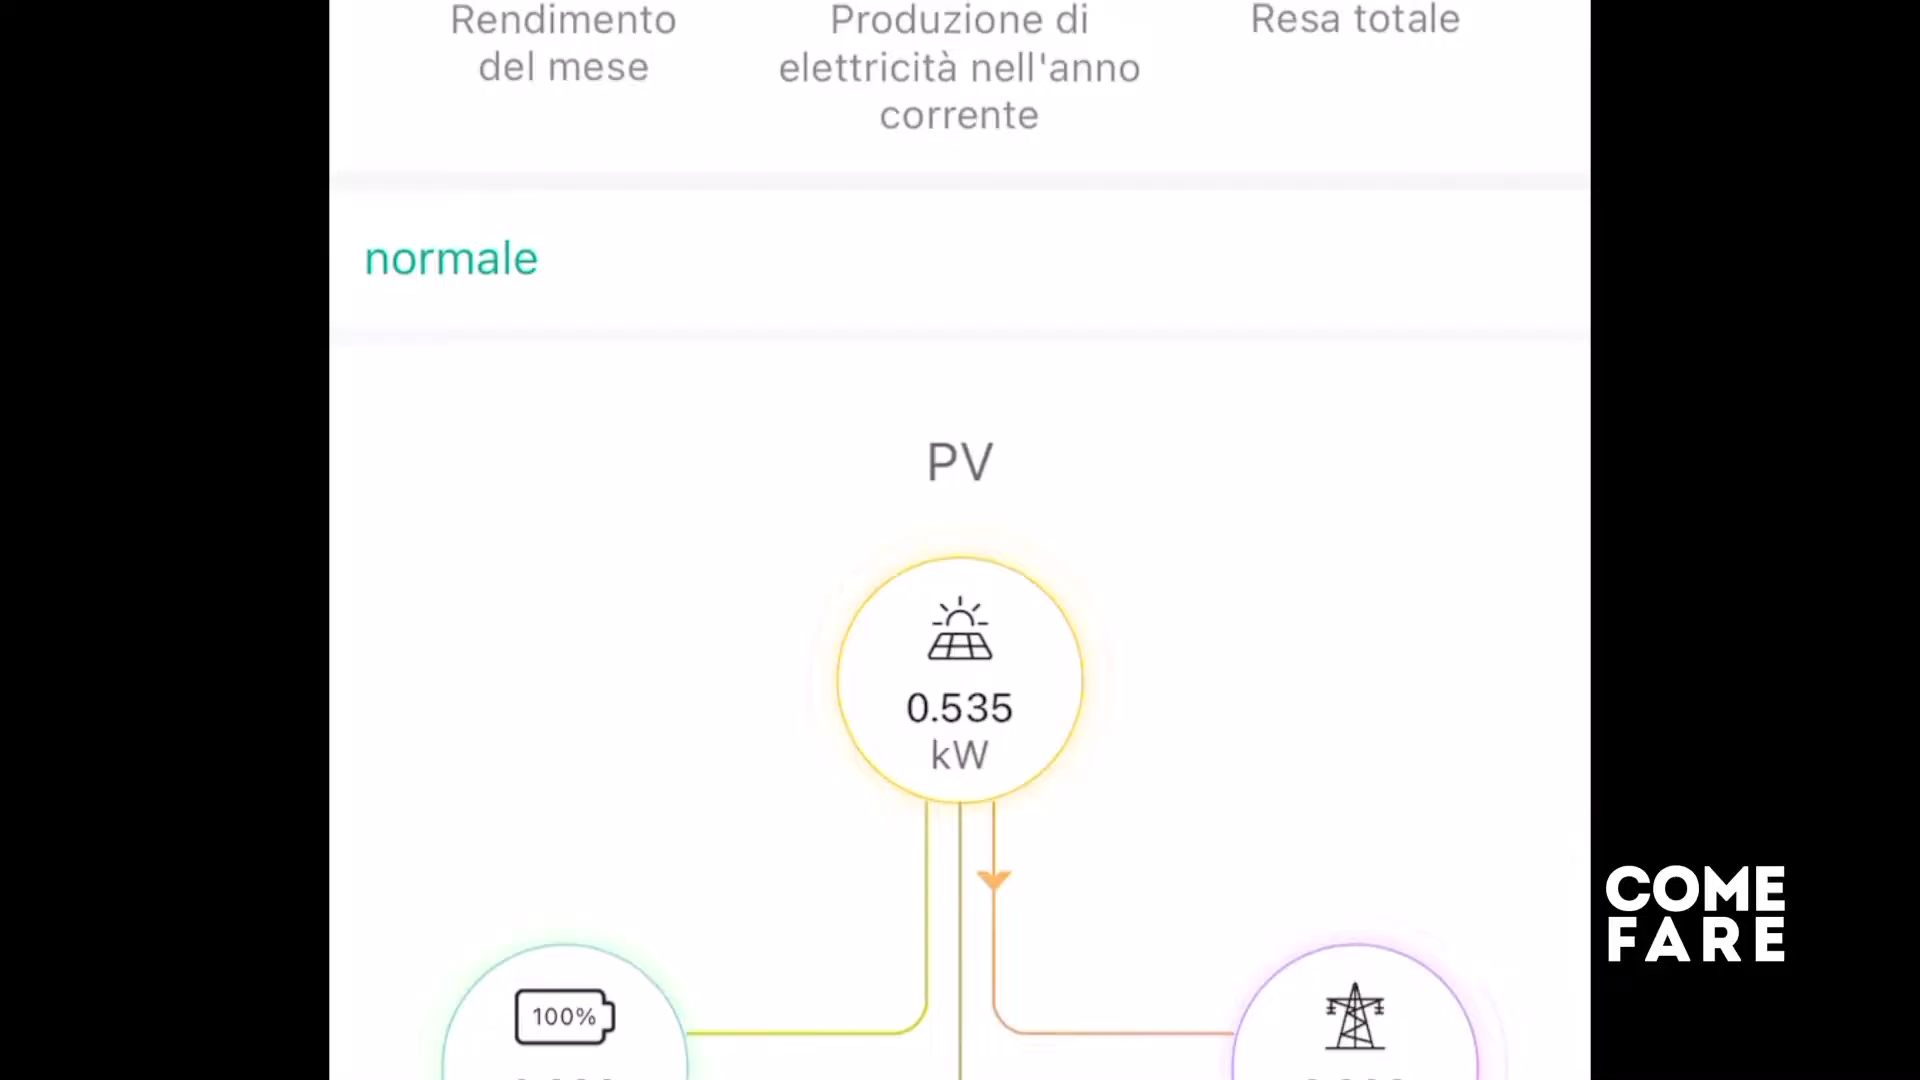 Rendimento
del mese
Produzione di
elettricità nell'anno
corrente
Resa totale
normale
PV
0.535
kW
100%
COME
FARE